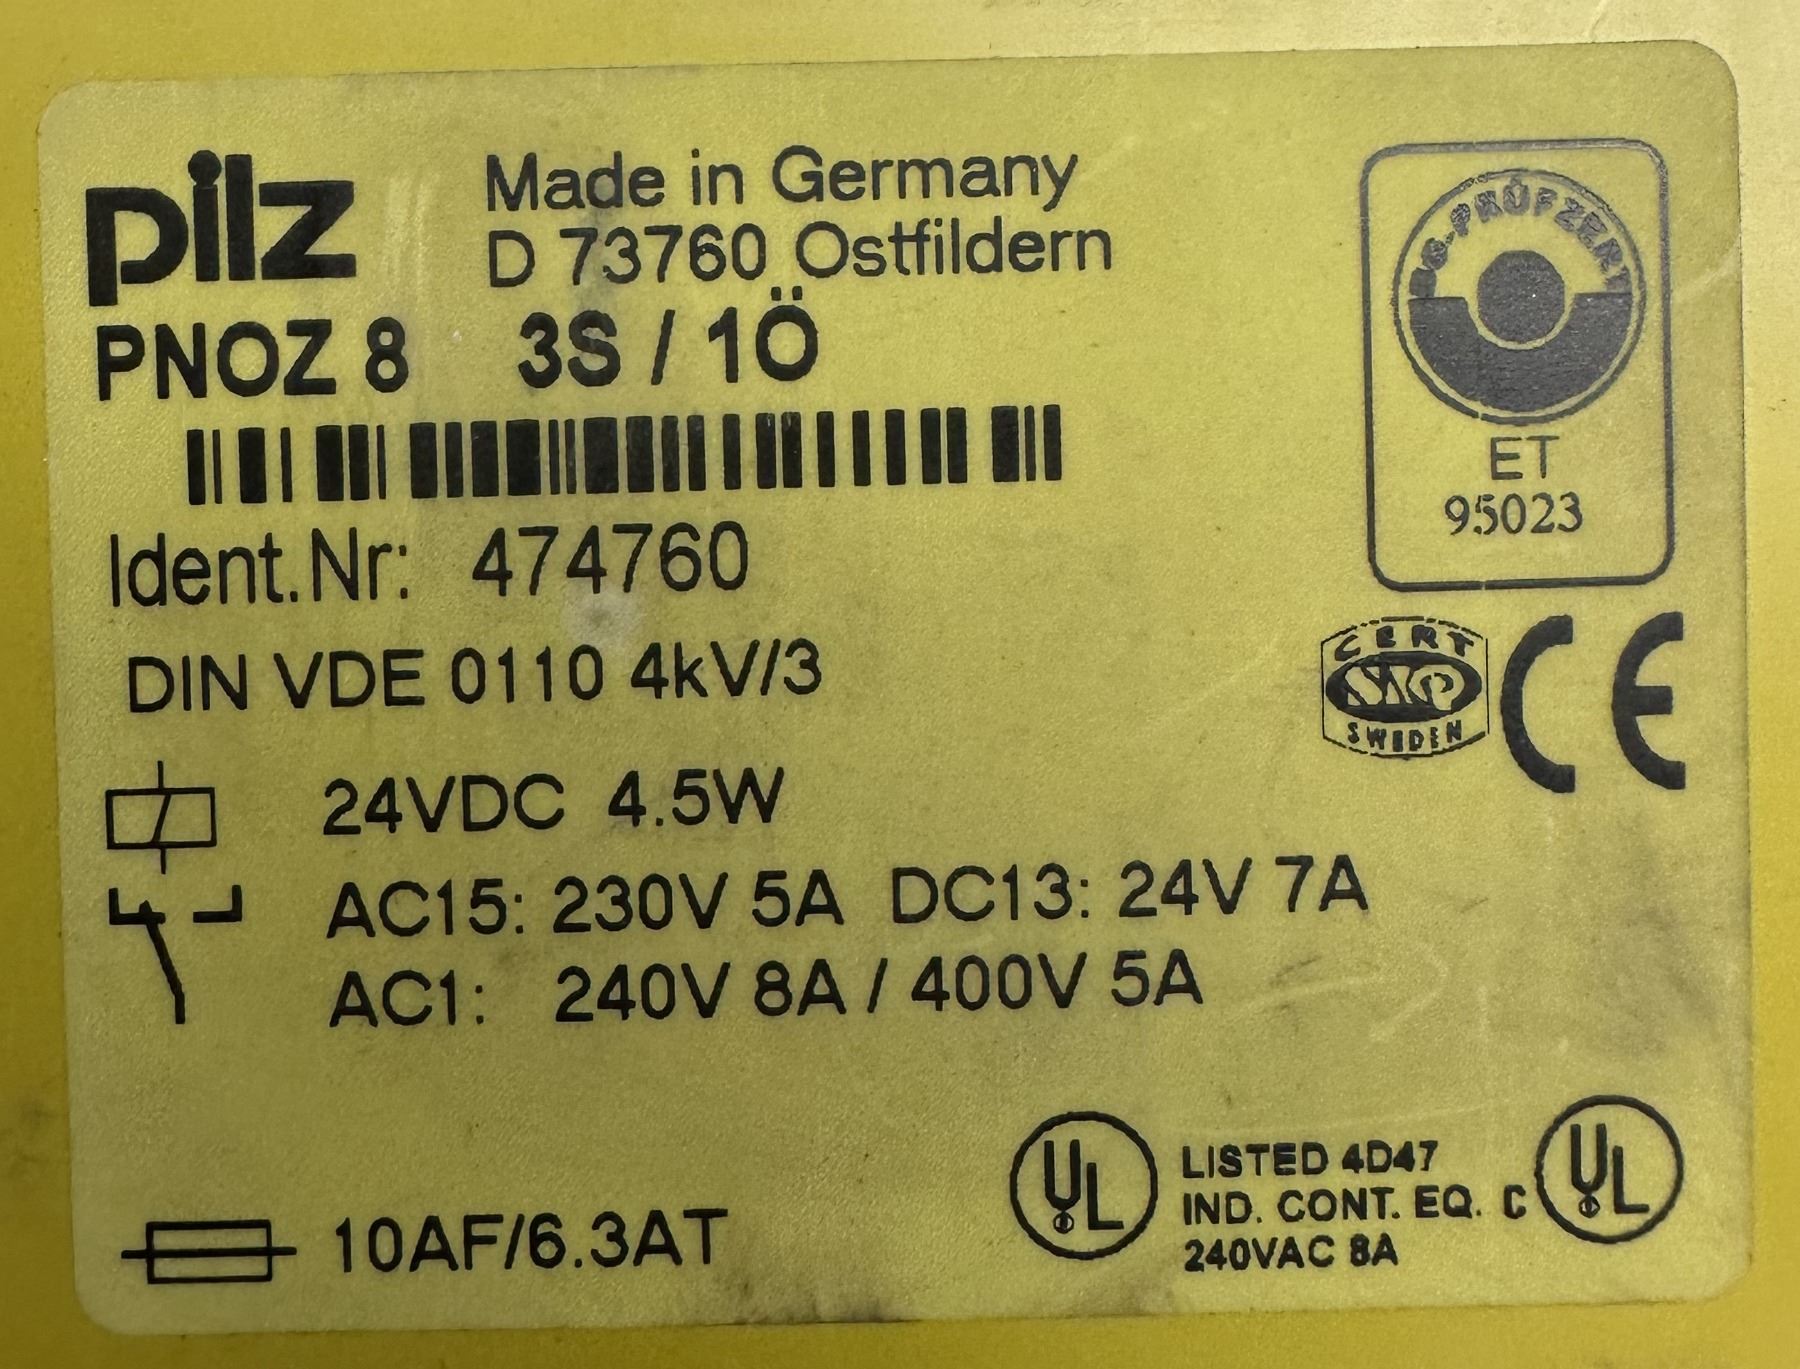 pilz
Made in Germany
D 73760 Ostfildern
PNOZ 8 3S / 1Ö
Ident.Nr: 474760
DIN VDE 0110 4kV/3
24VDC 4.5W
AC15: 230V 5A DC13: 24V 7A
AC1: 240V 8A / 400V 5A
10AF/6.3AT
BG-PRÜFZERT
ET
95023
CERT
SWEDEN
CE
UL
LISTED 4D47
IND. CONT. EQ. C
240VAC 8A
UL